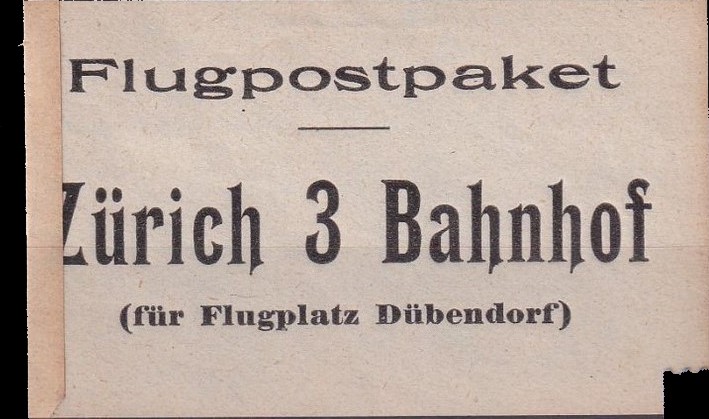 Flugpostpaket
Zürich 3 Bahnhof
(für Flugplatz Dübendorf)